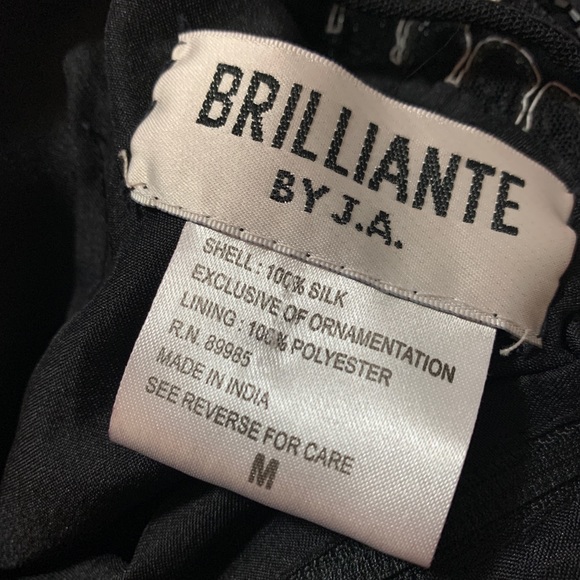 BRILLIANTE
BY J.A.
SHELL: 100% SILK
EXCLUSIVE OF ORNAMENTATION
LINING: 100% POLYESTER
R.N. 89985
MADE IN INDIA
SEE REVERSE FOR CARE
M